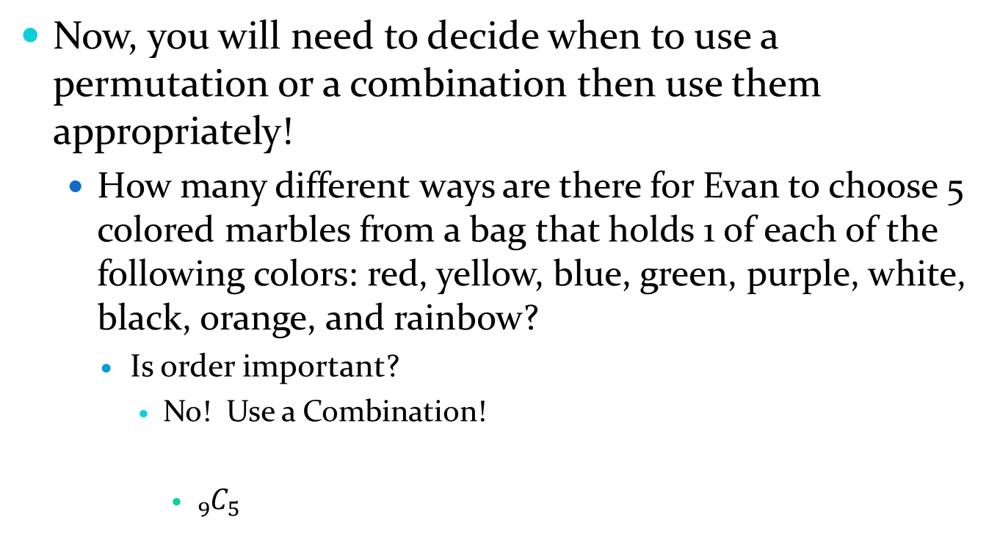 • Now, you will need to decide when to use a
permutation or a combination then use them
appropriately!
• How many different ways are there for Evan to choose 5
colored marbles from a bag that holds 1 of each of the
following colors: red, yellow, blue, green, purple, white,
black, orange, and rainbow?
• Is order important?
• No! Use a Combination!
• ₉𝐶₅